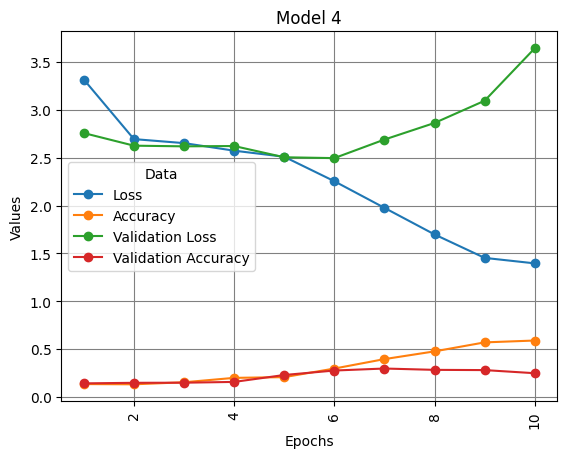 Model 4
Values
3.5
3.0
2.5
2.0
1.5
1.0
0.5
0.0
Data
Loss
Accuracy
Validation Loss
Validation Accuracy
2
4
6
8
10
Epochs